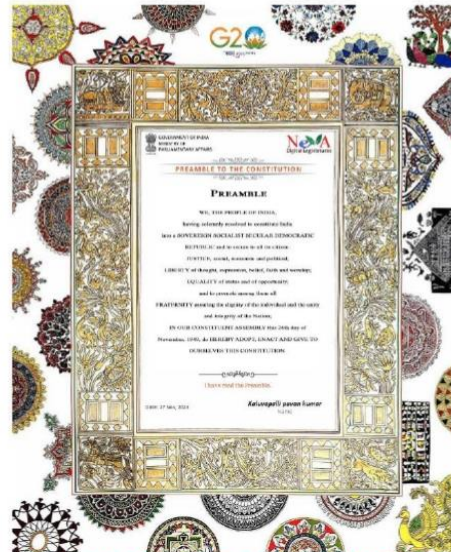 G20
GOVERNMENT OF INDIA
MINISTRY OF
PARLIAMENTARY AFFAIRS
NeVA
Digital Legislatures
PREAMBLE TO THE CONSTITUTION
PREAMBLE
WE, THE PEOPLE OF INDIA,
having solemnly resolved to constitute India
into a SOVEREIGN SOCIALIST SECULAR DEMOCRATIC
REPUBLIC and to secure to all its citizens
JUSTICE, social, economic and political;
LIBERTY of thought, expression, belief, faith and worship;
EQUALITY of status and of opportunity;
and to promote among them all
FRATERNITY assuring the dignity of the individual and the unity
and integrity of the Nation;
IN OUR CONSTITUENT ASSEMBLY this 26th day of
November, 1949, do HEREBY ADOPT, ENACT AND GIVE TO
OURSELVES THIS CONSTITUTION
I have read the Preamble.
Kaluvapelli pavan kumar
NAME